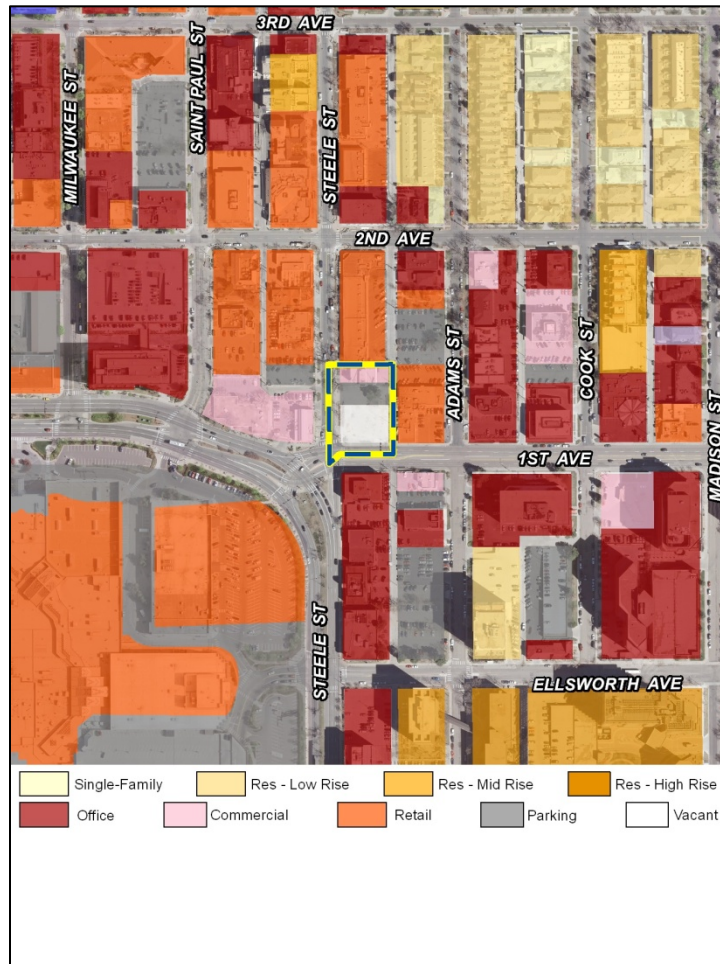 3RD AVE
MILWAUKEE ST
SAINT PAUL ST
STEELE ST
2ND AVE
ADAMS ST
COOK ST
MADISON ST
1ST AVE
STEELE ST
ELLSWORTH AVE
Single-Family
Res - Low Rise
Res - Mid Rise
Res - High Rise
Office
Commercial
Retail
Parking
Vacant